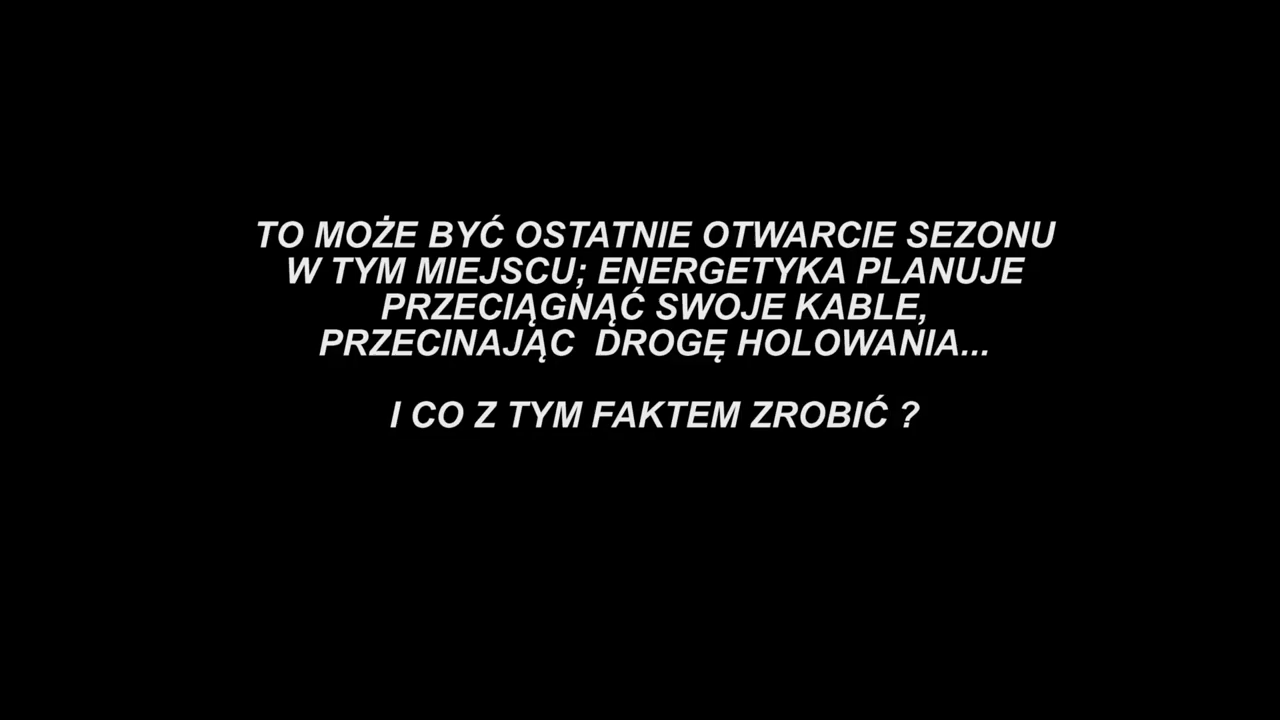 TO MOŻE BYĆ OSTATNIE OTWARCIE SEZONU
W TYM MIEJSCU; ENERGETYKA PLANUJE
PRZECIĄGNĄĆ SWOJE KABLE,
PRZECINAJĄC  DROGĘ HOLOWANIA...
I CO Z TYM FAKTEM ZROBIĆ ?